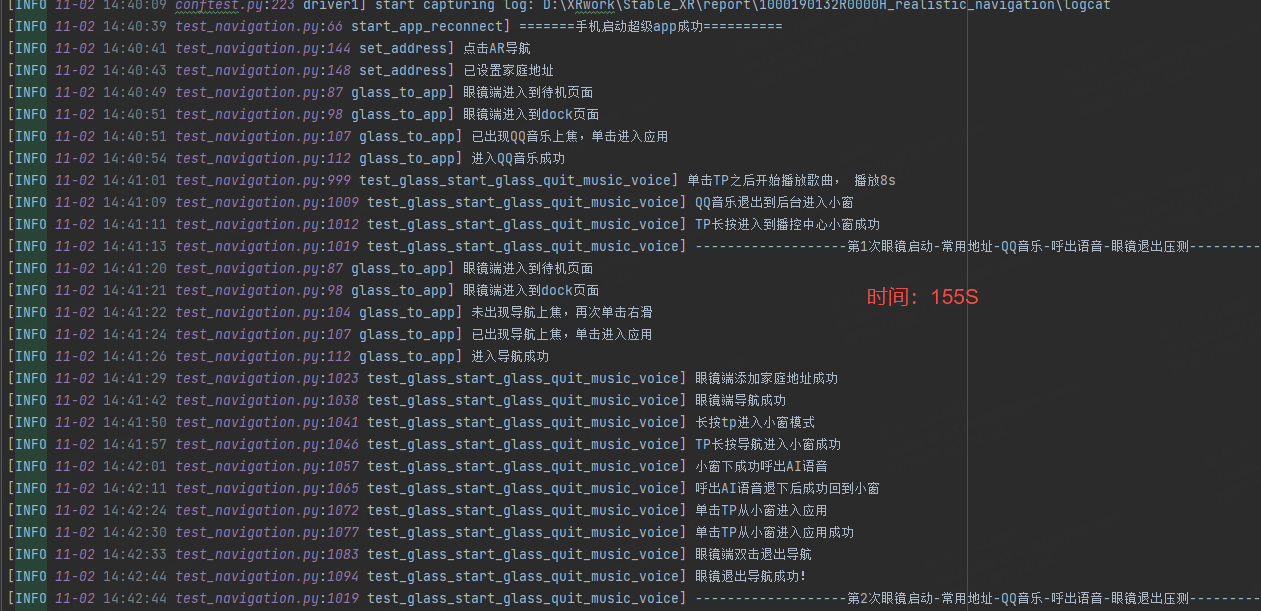 [INFO 11-02 14:40:09 conftest.py:223 driver1] start capturing log: D:\XRwork\Stable_XR\report\1000190132R0000H_realistic_navigation\logcat
[INFO 11-02 14:40:39 test_navigation.py:66 start_app_reconnect] =======手机启动超级app成功==========
[INFO 11-02 14:40:41 test_navigation.py:144 set_address] 点击AR导航
[INFO 11-02 14:40:43 test_navigation.py:148 set_address] 已设置家庭地址
[INFO 11-02 14:40:49 test_navigation.py:87 glass_to_app] 眼镜端进入到待机页面
[INFO 11-02 14:40:51 test_navigation.py:98 glass_to_app] 眼镜端进入到dock页面
[INFO 11-02 14:40:51 test_navigation.py:107 glass_to_app] 已出现QQ音乐上焦，单击进入应用
[INFO 11-02 14:40:54 test_navigation.py:112 glass_to_app] 进入QQ音乐成功
[INFO 11-02 14:41:01 test_navigation.py:999 test_glass_start_glass_quit_music_voice] 单击TP之后开始播放歌曲， 播放8s
[INFO 11-02 14:41:09 test_navigation.py:1009 test_glass_start_glass_quit_music_voice] QQ音乐退出到后台进入小窗
[INFO 11-02 14:41:11 test_navigation.py:1012 test_glass_start_glass_quit_music_voice] TP长按进入到播控中心小窗成功
[INFO 11-02 14:41:13 test_navigation.py:1019 test_glass_start_glass_quit_music_voice] -------------------第1次眼镜启动-常用地址-QQ音乐-呼出语音-眼镜退出压测---------
[INFO 11-02 14:41:20 test_navigation.py:87 glass_to_app] 眼镜端进入到待机页面
[INFO 11-02 14:41:21 test_navigation.py:98 glass_to_app] 眼镜端进入到dock页面
[INFO 11-02 14:41:22 test_navigation.py:104 glass_to_app] 未出现导航上焦，再次单击右滑
时间：155S
[INFO 11-02 14:41:24 test_navigation.py:107 glass_to_app] 已出现导航上焦，单击进入应用
[INFO 11-02 14:41:26 test_navigation.py:112 glass_to_app] 进入导航成功
[INFO 11-02 14:41:29 test_navigation.py:1023 test_glass_start_glass_quit_music_voice] 眼镜端添加家庭地址成功
[INFO 11-02 14:41:42 test_navigation.py:1038 test_glass_start_glass_quit_music_voice] 眼镜端导航成功
[INFO 11-02 14:41:50 test_navigation.py:1041 test_glass_start_glass_quit_music_voice] 长按tp进入小窗模式
[INFO 11-02 14:41:57 test_navigation.py:1046 test_glass_start_glass_quit_music_voice] TP长按导航进入小窗成功
[INFO 11-02 14:42:01 test_navigation.py:1057 test_glass_start_glass_quit_music_voice] 小窗下成功呼出AI语音
[INFO 11-02 14:42:11 test_navigation.py:1065 test_glass_start_glass_quit_music_voice] 呼出AI语音退下后成功回到小窗
[INFO 11-02 14:42:24 test_navigation.py:1072 test_glass_start_glass_quit_music_voice] 单击TP从小窗进入应用
[INFO 11-02 14:42:30 test_navigation.py:1077 test_glass_start_glass_quit_music_voice] 单击TP从小窗进入应用成功
[INFO 11-02 14:42:33 test_navigation.py:1083 test_glass_start_glass_quit_music_voice] 眼镜端双击退出导航
[INFO 11-02 14:42:44 test_navigation.py:1094 test_glass_start_glass_quit_music_voice] 眼镜退出导航成功!
[INFO 11-02 14:42:44 test_navigation.py:1019 test_glass_start_glass_quit_music_voice] -------------------第2次眼镜启动-常用地址-QQ音乐-呼出语音-眼镜退出压测---------